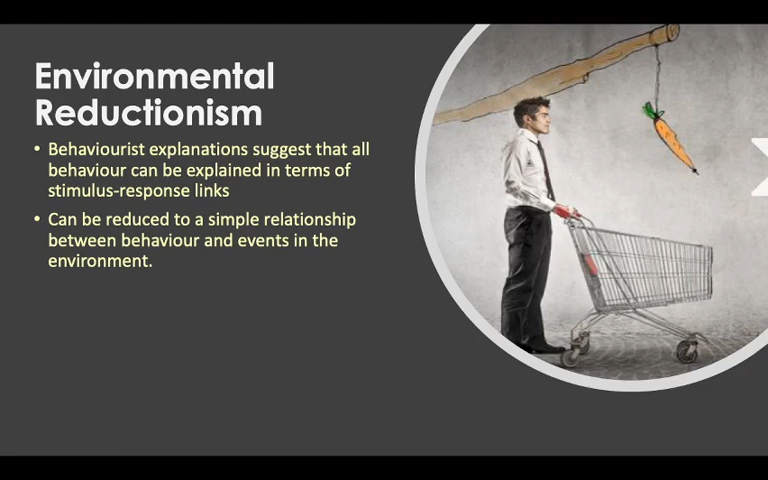 Environmental
Reductionism
• Behaviourist explanations suggest that all
behaviour can be explained in terms of
stimulus-response links
• Can be reduced to a simple relationship
between behaviour and events in the
environment.